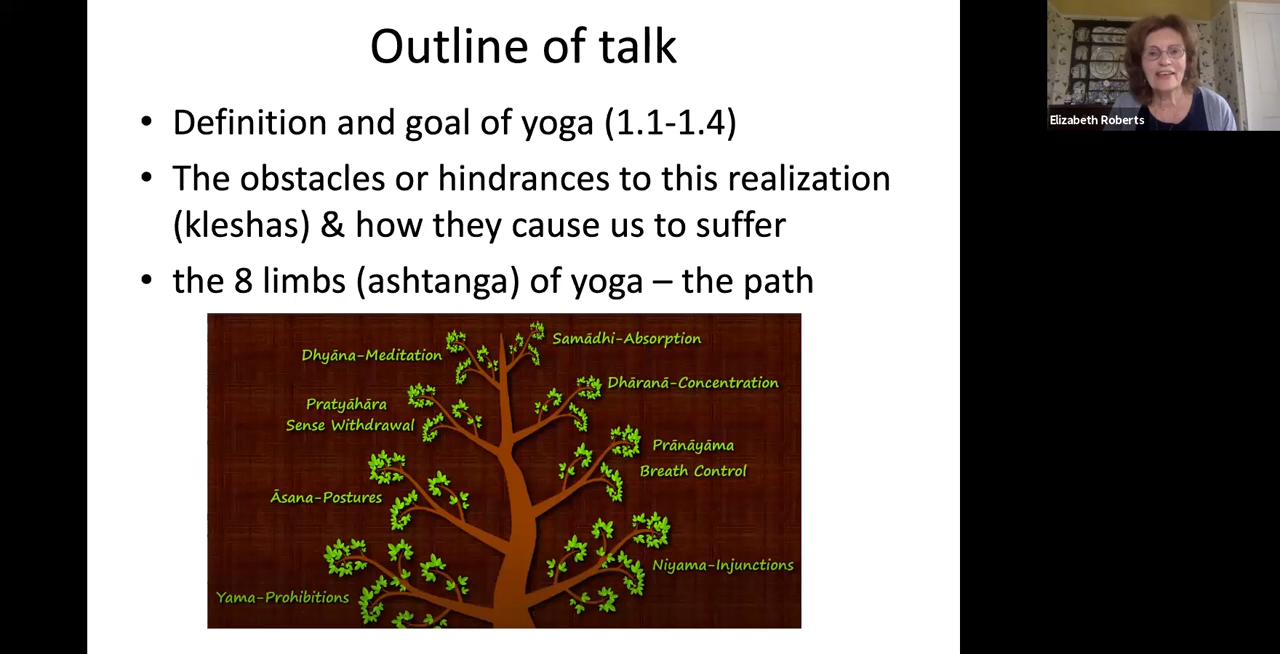 Outline of talk
• Definition and goal of yoga (1.1-1.4)
• The obstacles or hindrances to this realization
(kleshas) & how they cause us to suffer
• the 8 limbs (ashtanga) of yoga – the path
Samādhi-Absorption
Dhyāna-Meditation
Dhāranā-Concentration
Pratyāhāra
Sense Withdrawal
Prānāyāma
Breath Control
Āsana-Postures
Niyama-Injunctions
Yama-Prohibitions
Elizabeth Roberts